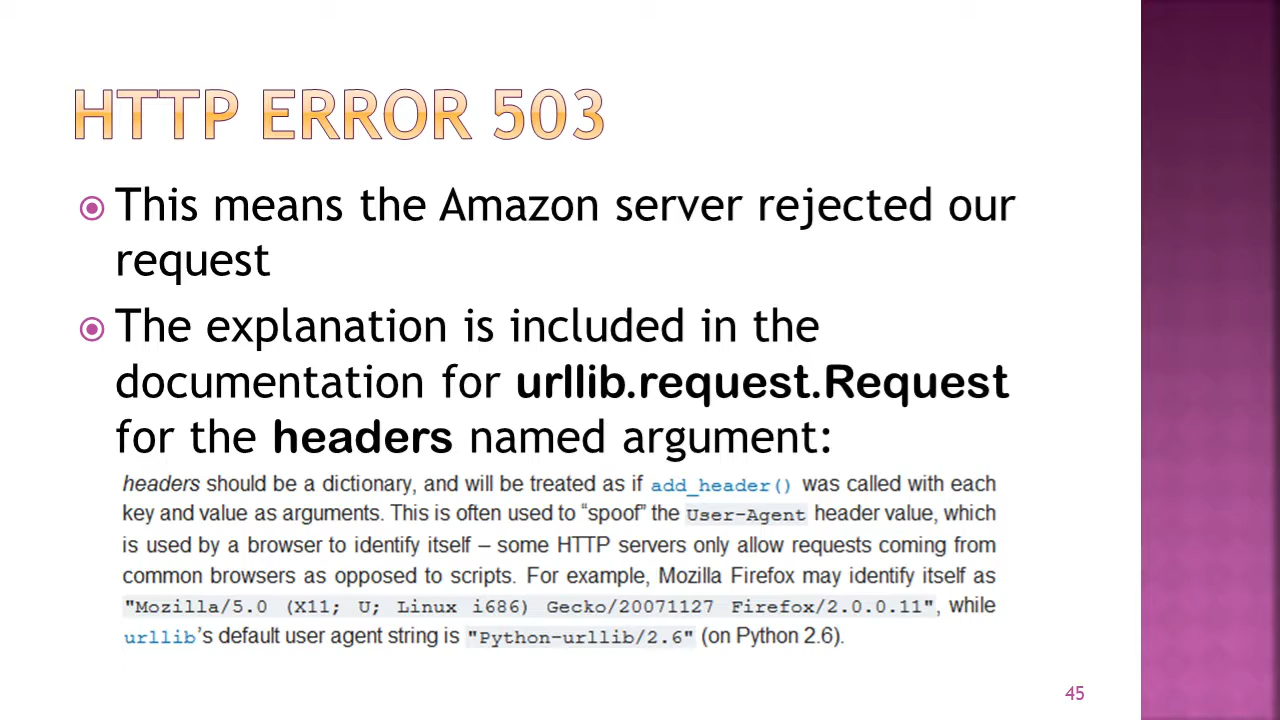 HTTP ERROR 503
This means the Amazon server rejected our
request
The explanation is included in the
documentation for urllib.request.Request
for the headers named argument:
headers should be a dictionary, and will be treated as if add_header() was called with each
key and value as arguments. This is often used to “spoof” the User-Agent header value, which
is used by a browser to identify itself – some HTTP servers only allow requests coming from
common browsers as opposed to scripts. For example, Mozilla Firefox may identify itself as
"Mozilla/5.0 (X11; U; Linux i686) Gecko/20071127 Firefox/2.0.0.11", while
urllib’s default user agent string is "Python-urllib/2.6" (on Python 2.6).
45